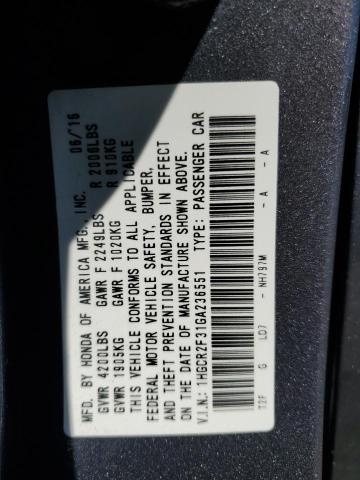 MFD. BY HONDA OF AMERICA MFG., INC. 06/'16
GVWR 4200LBS GAWR F 2249LBS R 2006LBS
GVWR 1905KG GAWR F 1020KG R 910KG
THIS VEHICLE CONFORMS TO ALL APPLICABLE
FEDERAL MOTOR VEHICLE SAFETY, BUMPER,
AND THEFT PREVENTION STANDARDS IN EFFECT
ON THE DATE OF MANUFACTURE SHOWN ABOVE.
V.I.N.: 1HGCR2F31GA236551 TYPE: PASSENGER CAR
T2F G LD7 - NH797M - A - A